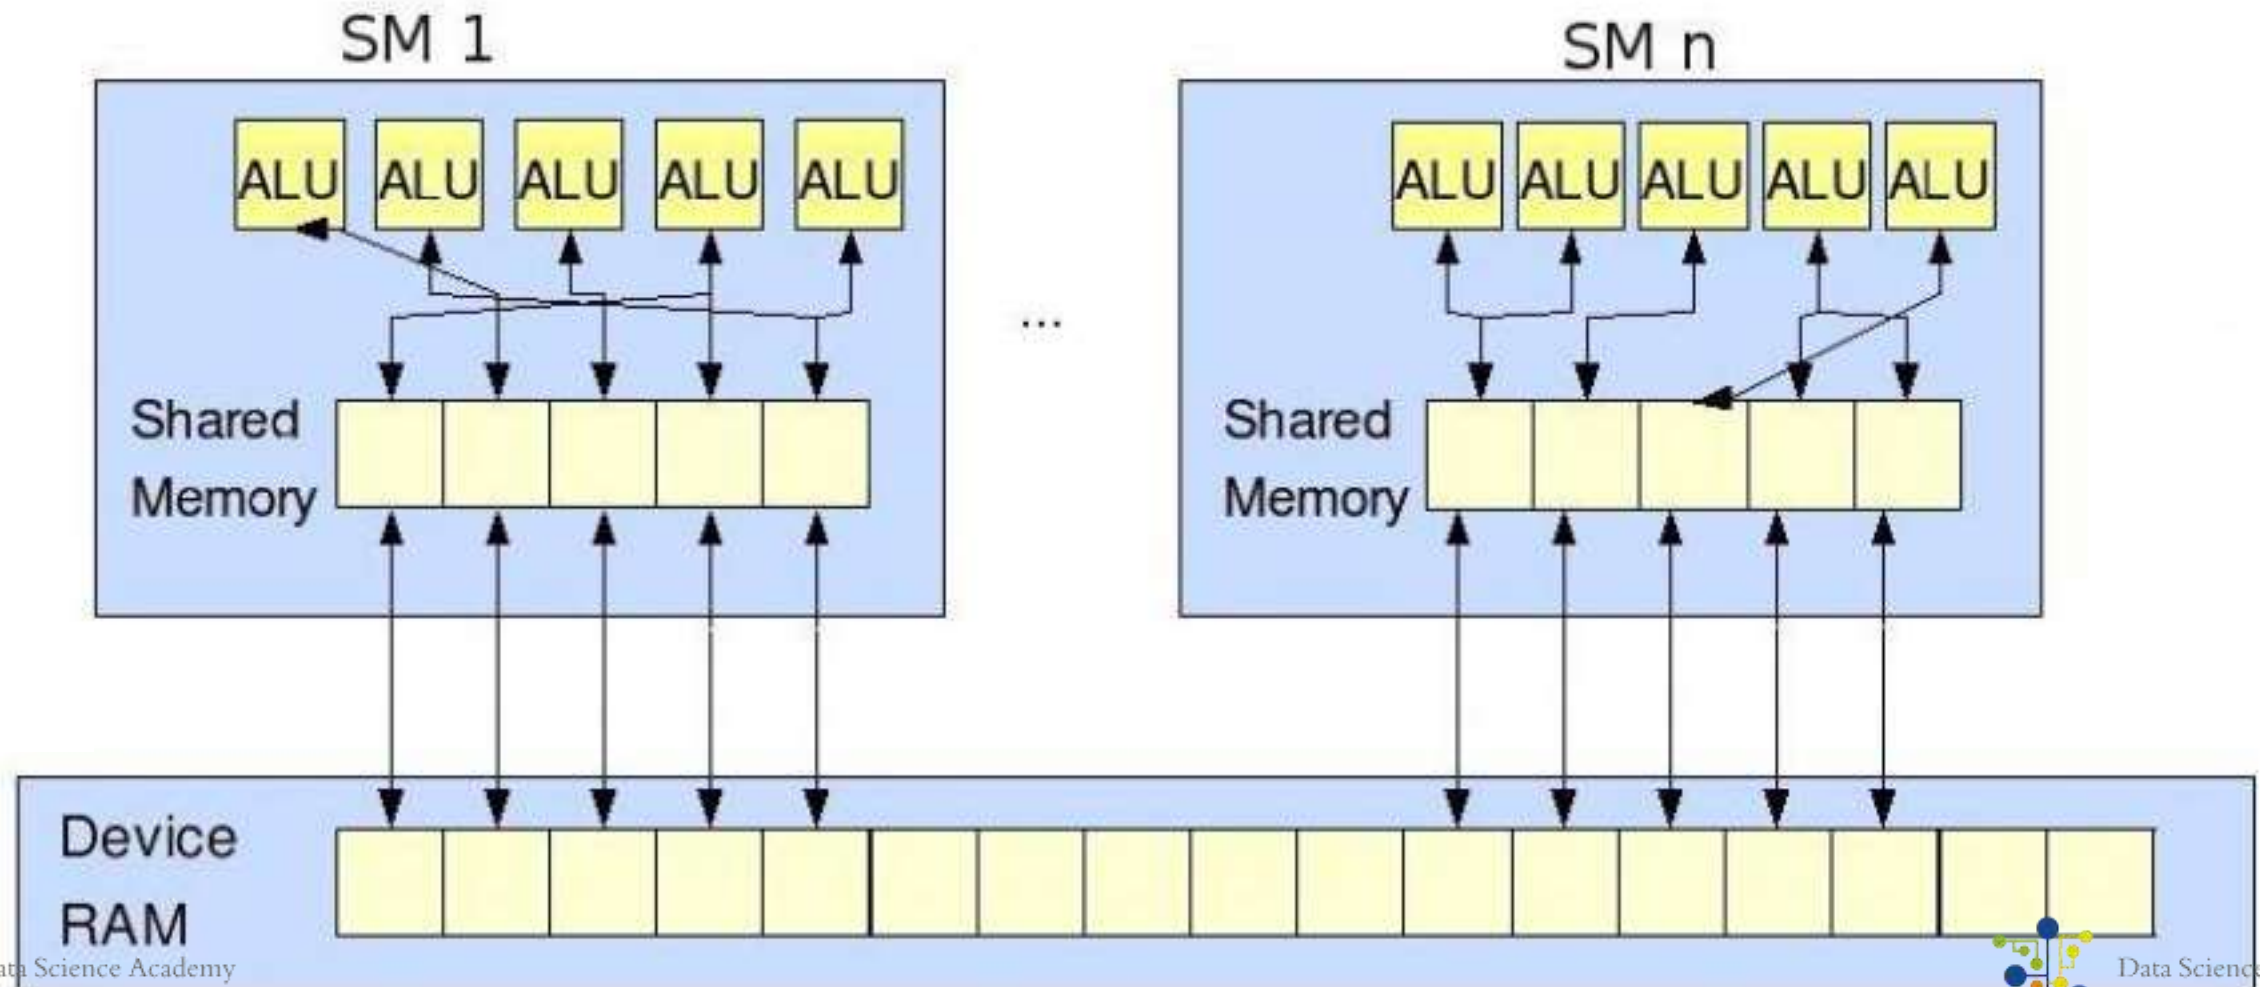 SM 1
SM n
ALU ALU ALU ALU ALU
ALU ALU ALU ALU ALU
...
Shared
Memory
Shared
Memory
Device
RAM
Science Academy
Data Science